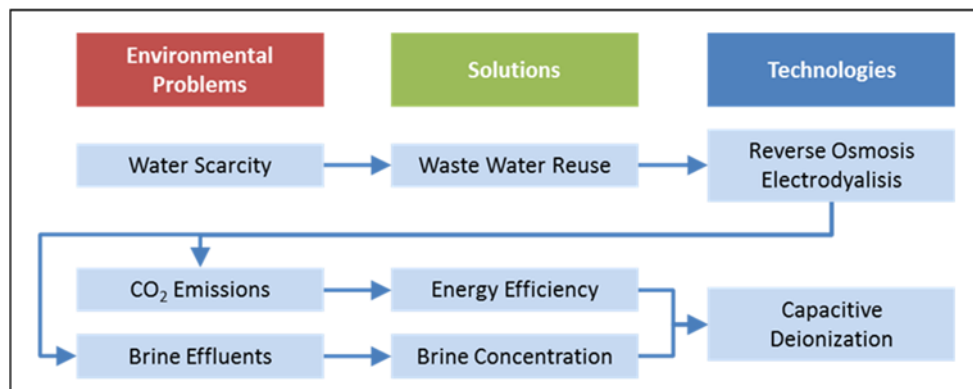 Environmental
Problems
Solutions
Technologies
Water Scarcity
Waste Water Reuse
Reverse Osmosis
Electrodyalisis
CO₂ Emissions
Energy Efficiency
Capacitive
Deionization
Brine Effluents
Brine Concentration